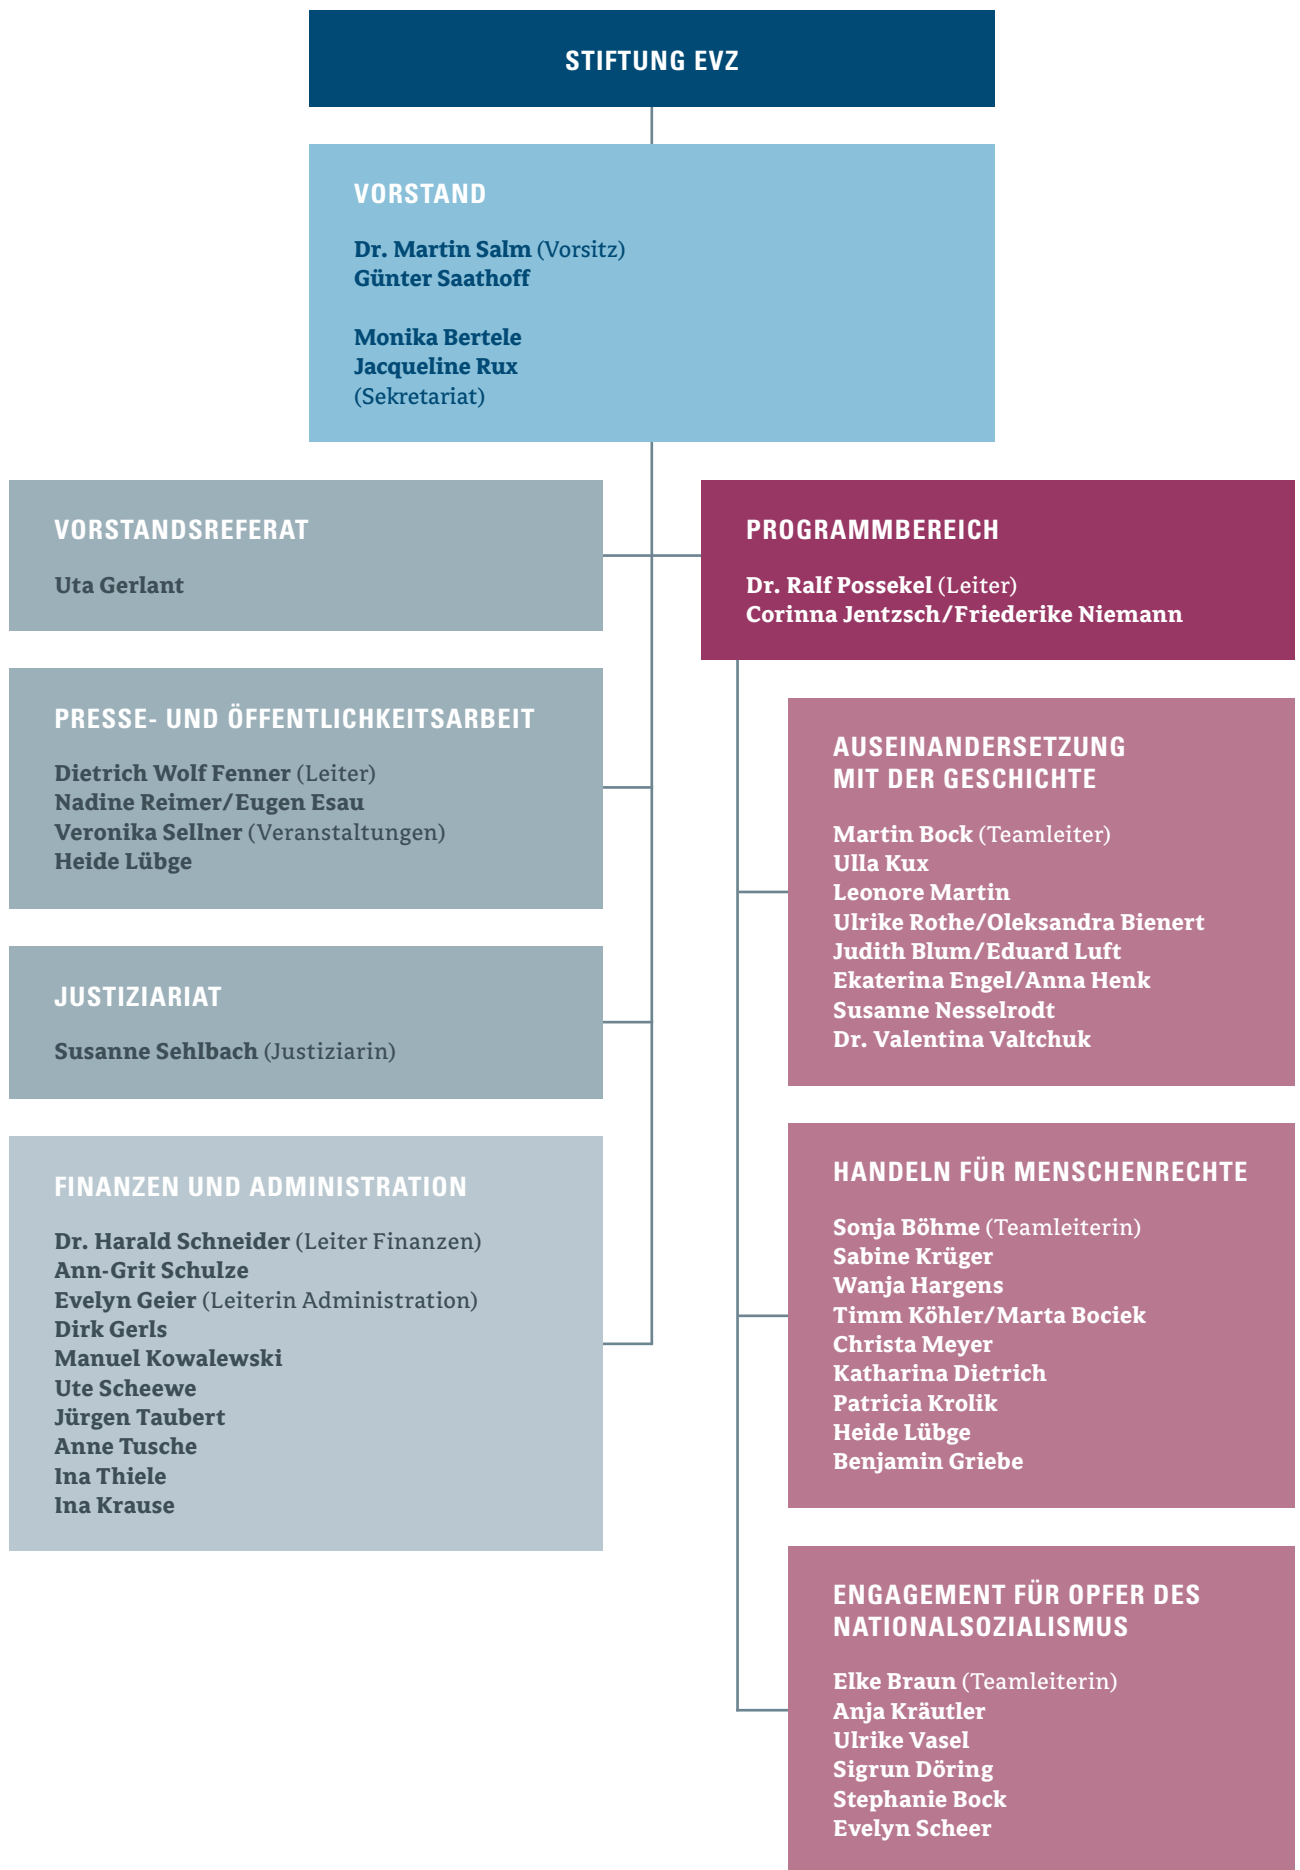 STIFTUNG EVZ
VORSTAND
Dr. Martin Salm (Vorsitz)
Günter Saathoff
Monika Bertele
Jacqueline Rux
(Sekretariat)
VORSTANDSREFERAT
Uta Gerlant
PRESSE- UND ÖFFENTLICHKEITSARBEIT
Dietrich Wolf Fenner (Leiter)
Nadine Reimer/Eugen Esau
Veronika Sellner (Veranstaltungen)
Heide Lübge
JUSTIZIARIAT
Susanne Sehlbach (Justiziarin)
FINANZEN UND ADMINISTRATION
Dr. Harald Schneider (Leiter Finanzen)
Ann-Grit Schulze
Evelyn Geier (Leiterin Administration)
Dirk Gerls
Manuel Kowalewski
Ute Scheewe
Jürgen Taubert
Anne Tusche
Ina Thiele
Ina Krause
PROGRAMMBEREICH
Dr. Ralf Possekel (Leiter)
Corinna Jentzsch/Friederike Niemann
AUSEINANDERSETZUNG
MIT DER GESCHICHTE
Martin Bock (Teamleiter)
Ulla Kux
Leonore Martin
Ulrike Rothe/Oleksandra Bienert
Judith Blum/Eduard Luft
Ekaterina Engel/Anna Henk
Susanne Nesselrodt
Dr. Valentina Valtchuk
HANDELN FÜR MENSCHENRECHTE
Sonja Böhme (Teamleiterin)
Sabine Krüger
Wanja Hargens
Timm Köhler/Marta Bociek
Christa Meyer
Katharina Dietrich
Patricia Krolik
Heide Lübge
Benjamin Griebe
ENGAGEMENT FÜR OPFER DES
NATIONALSOZIALISMUS
Elke Braun (Teamleiterin)
Anja Kräutler
Ulrike Vasel
Sigrun Döring
Stephanie Bock
Evelyn Scheer